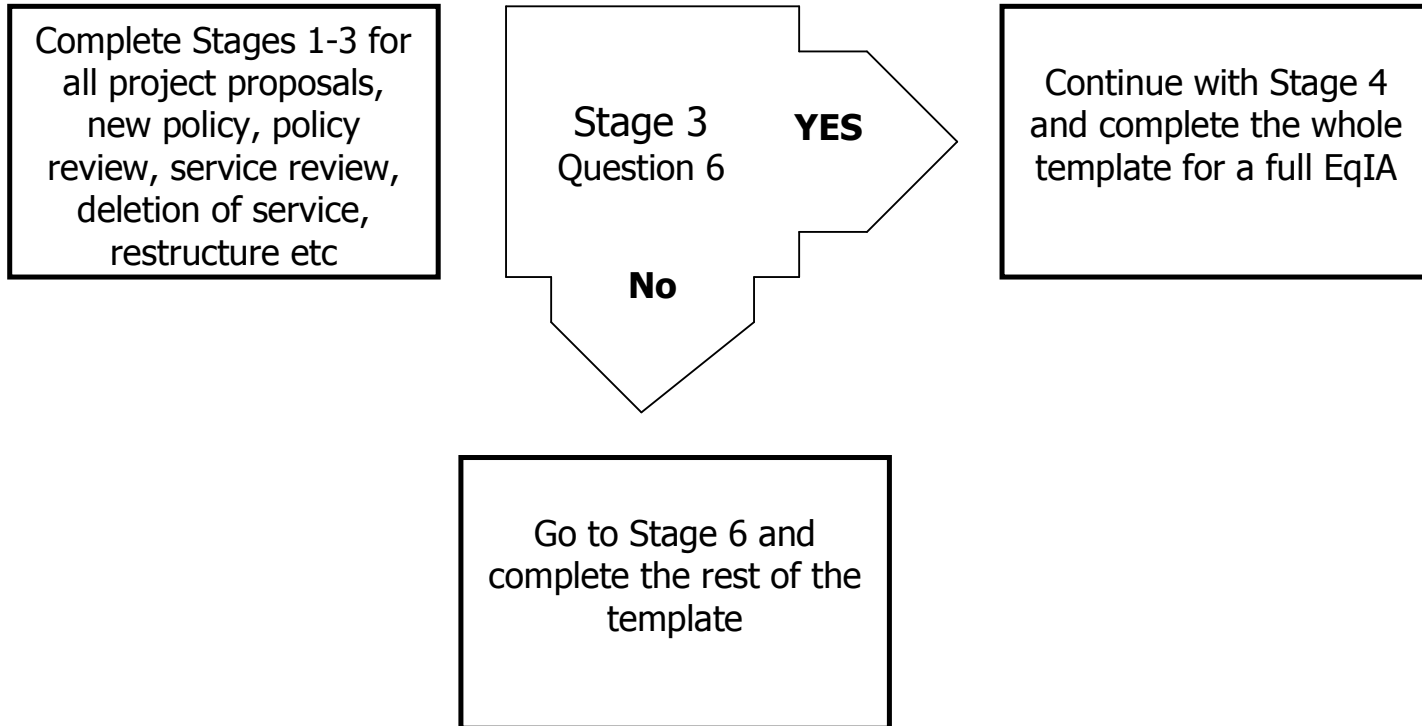 Complete Stages 1-3 for
all project proposals,
new policy, policy
review, service review,
deletion of service,
restructure etc
Stage 3
Question 6
YES
No
Continue with Stage 4
and complete the whole
template for a full EqIA
Go to Stage 6 and
complete the rest of the
template